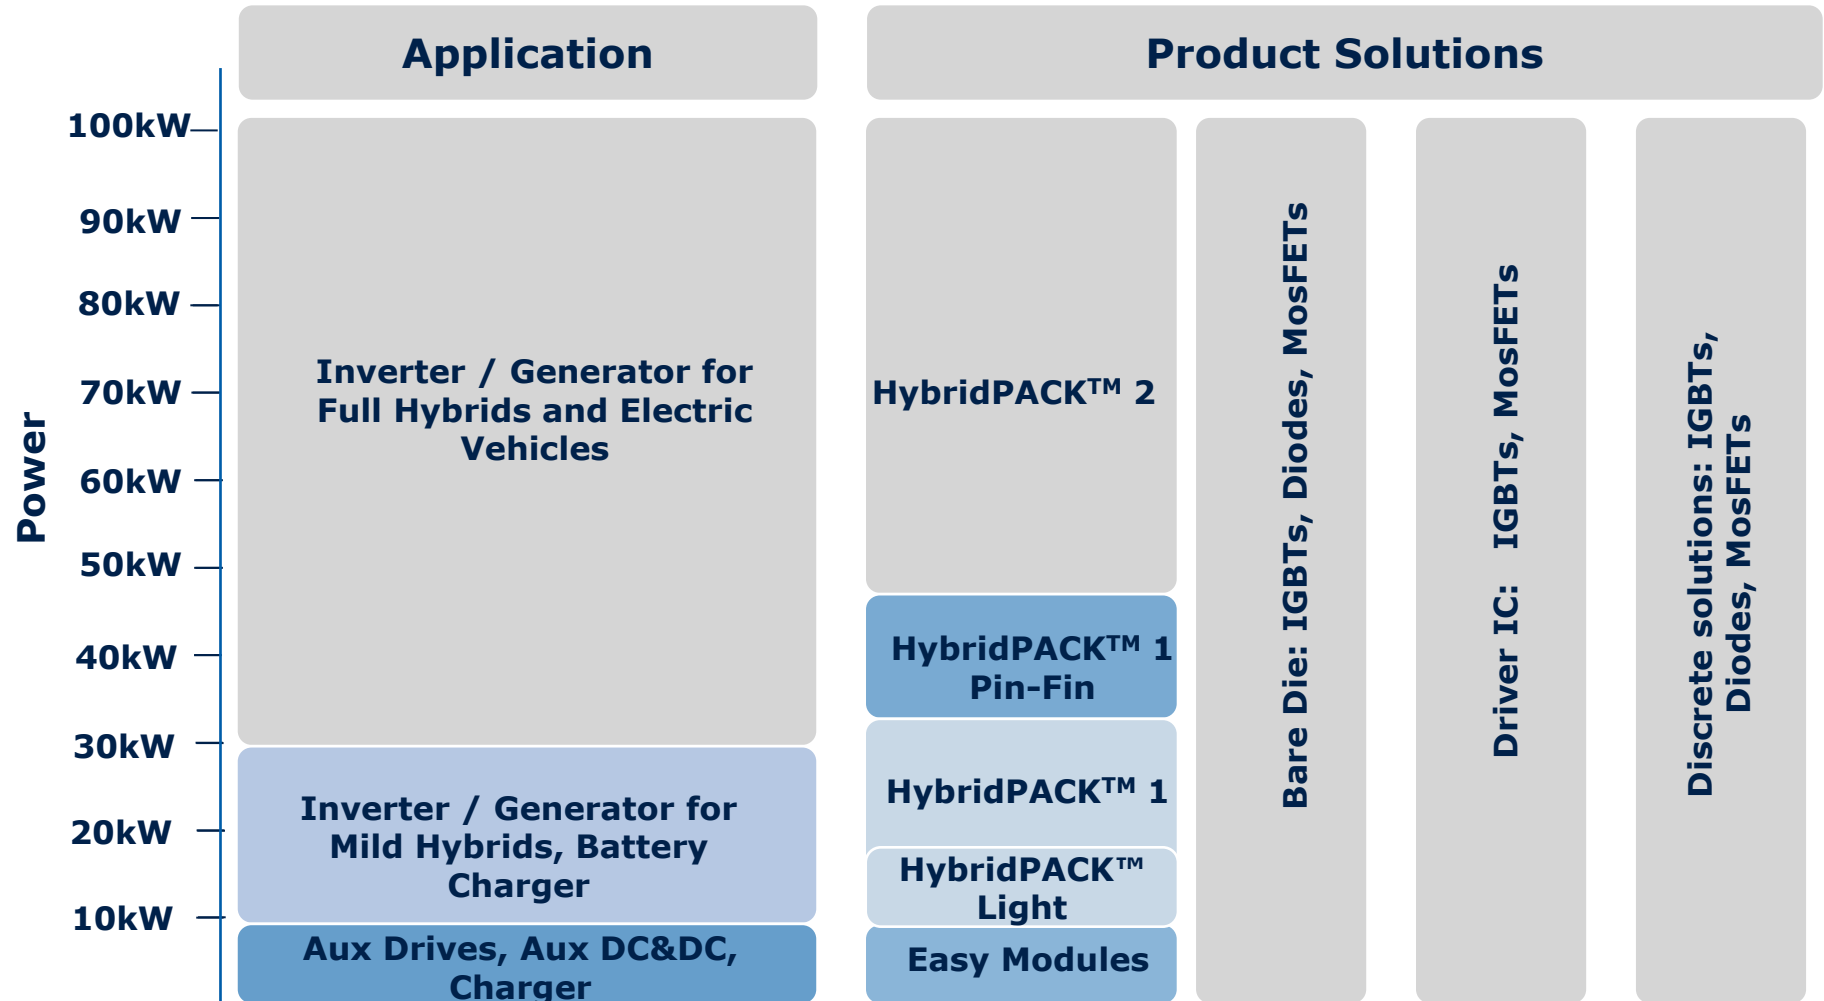 Application
Product Solutions
Power
100kW
90kW
80kW
70kW
60kW
50kW
40kW
30kW
20kW
10kW
Inverter / Generator for
Full Hybrids and Electric
Vehicles
Inverter / Generator for
Mild Hybrids, Battery
Charger
Aux Drives, Aux DC&DC,
Charger
HybridPACK™ 2
HybridPACK™ 1
Pin-Fin
HybridPACK™ 1
HybridPACK™
Light
Easy Modules
Bare Die: IGBTs, Diodes, MosFETs
Driver IC:  IGBTs, MosFETs
Discrete solutions: IGBTs,
Diodes, MosFETs